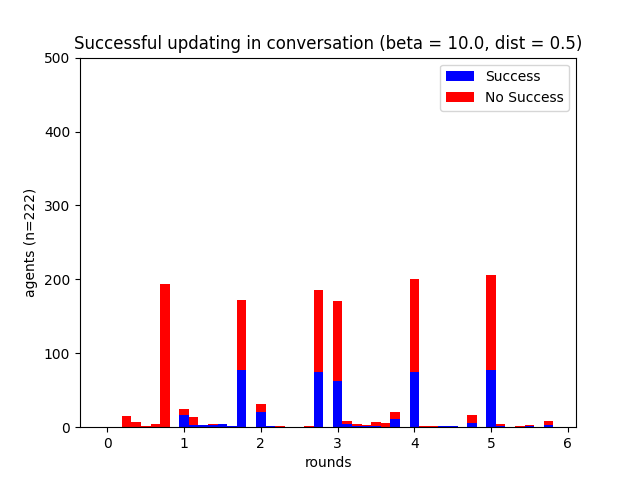 Successful updating in conversation (beta = 10.0, dist = 0.5)
Success
No Success
500
400
300
200
100
0
agents (n=222)
0 1 2 3 4 5 6
rounds